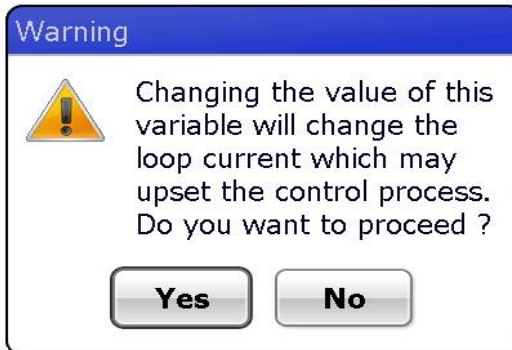 Warning
Changing the value of this
variable will change the
loop current which may
upset the control process.
Do you want to proceed ?
Yes
No